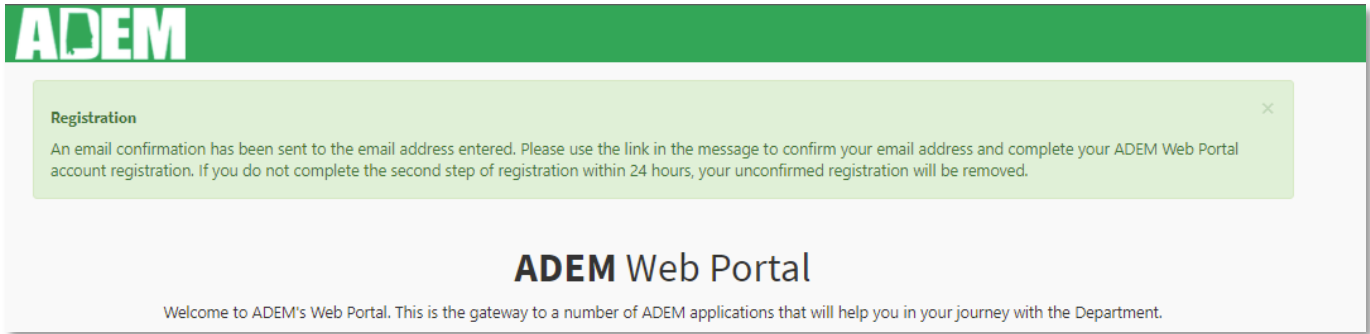 ADEM
Registration
An email confirmation has been sent to the email address entered. Please use the link in the message to confirm your email address and complete your ADEM Web Portal
account registration. If you do not complete the second step of registration within 24 hours, your unconfirmed registration will be removed.
ADEM Web Portal
Welcome to ADEM's Web Portal. This is the gateway to a number of ADEM applications that will help you in your journey with the Department.